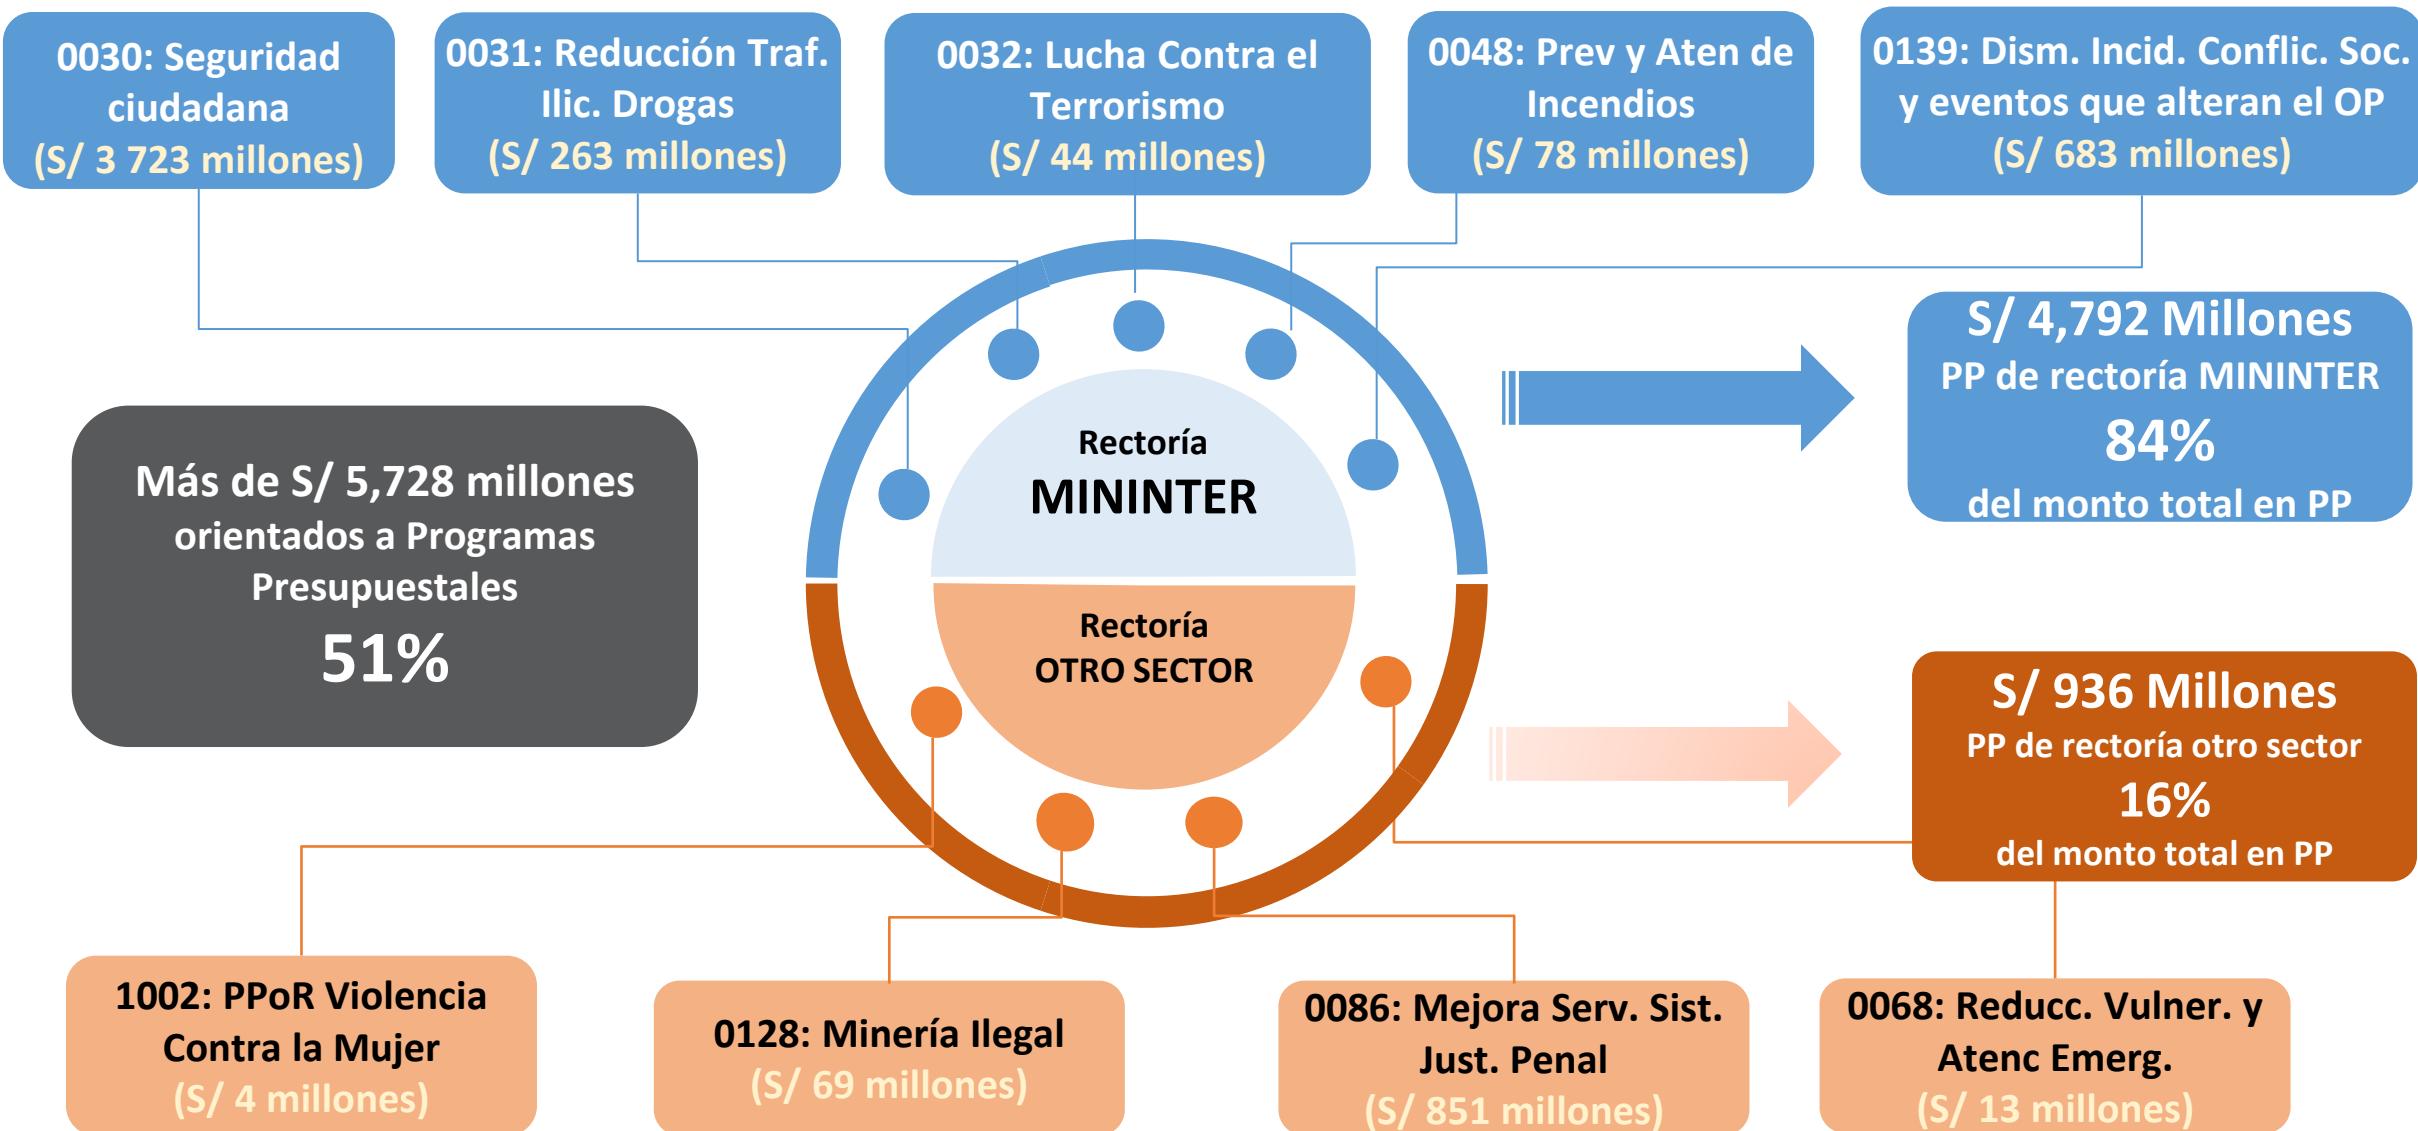 0030: Seguridad
ciudadana
(S/ 3 723 millones)
0031: Reducción Traf.
Ilic. Drogas
(S/ 263 millones)
0032: Lucha Contra el
Terrorismo
(S/ 44 millones)
0048: Prev y Aten de
Incendios
(S/ 78 millones)
0139: Dism. Incid. Conflic. Soc.
y eventos que alteran el OP
(S/ 683 millones)
Más de S/ 5,728 millones
orientados a Programas
Presupuestales
51%
Rectoría
MININTER
Rectoría
OTRO SECTOR
S/ 4,792 Millones
PP de rectoría MININTER
84%
del monto total en PP
S/ 936 Millones
PP de rectoría otro sector
16%
del monto total en PP
1002: PPoR Violencia
Contra la Mujer
(S/ 4 millones)
0128: Minería Ilegal
(S/ 69 millones)
0086: Mejora Serv. Sist.
Just. Penal
(S/ 851 millones)
0068: Reducc. Vulner. y
Atenc Emerg.
(S/ 13 millones)